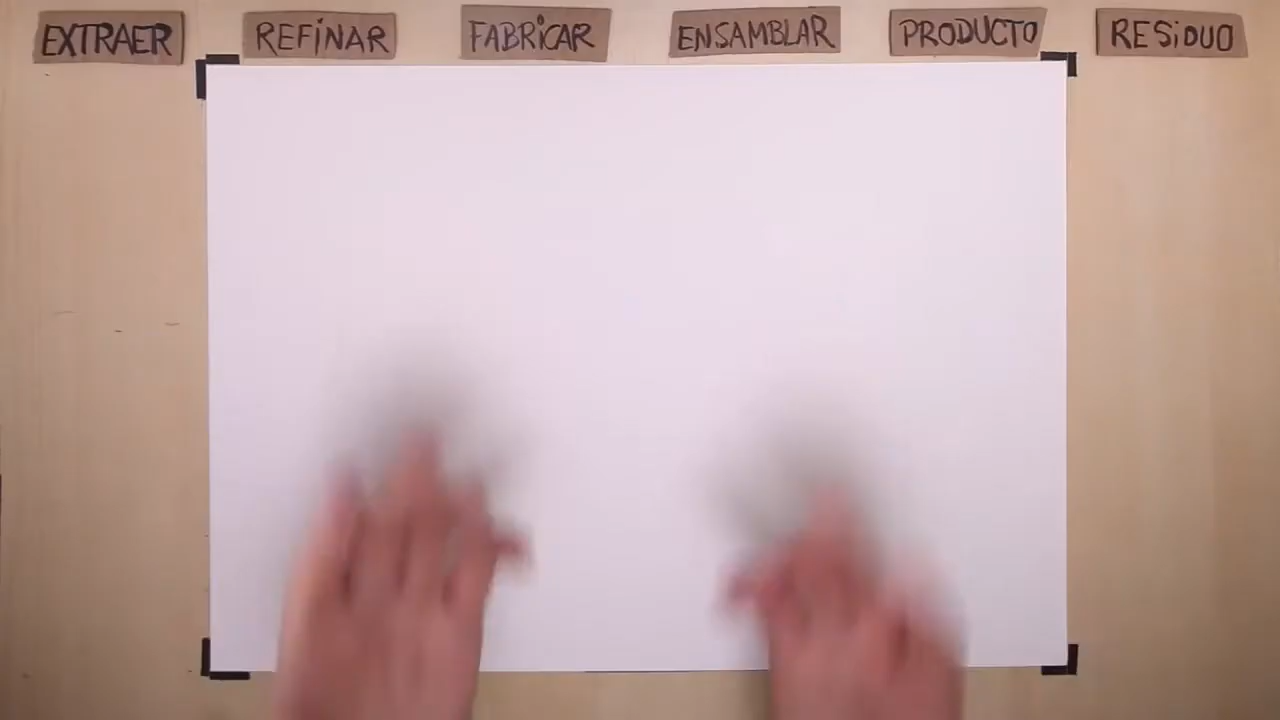 EXTRAER
REFINAR
FABRICAR
ENSAMBLAR
PRODUCTO
RESIDUO